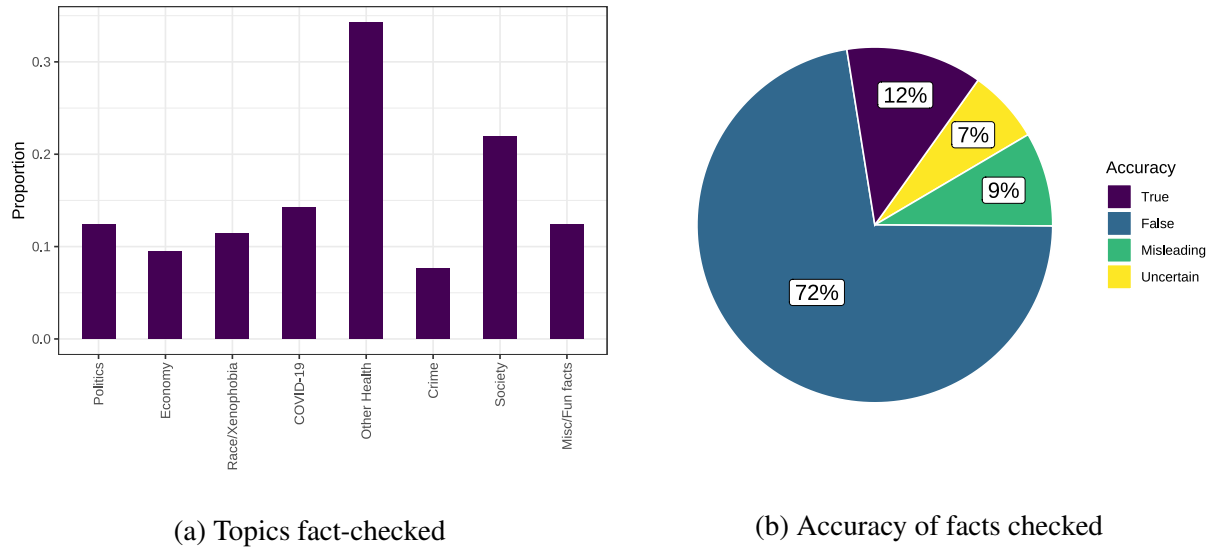 Proportion
0.3
0.2
0.1
0.0
Politics
Economy
Race/Xenophobia
COVID-19
Other Health
Crime
Society
Misc/Fun facts
(a) Topics fact-checked
12%
7%
9%
72%
Accuracy
True
False
Misleading
Uncertain
(b) Accuracy of facts checked